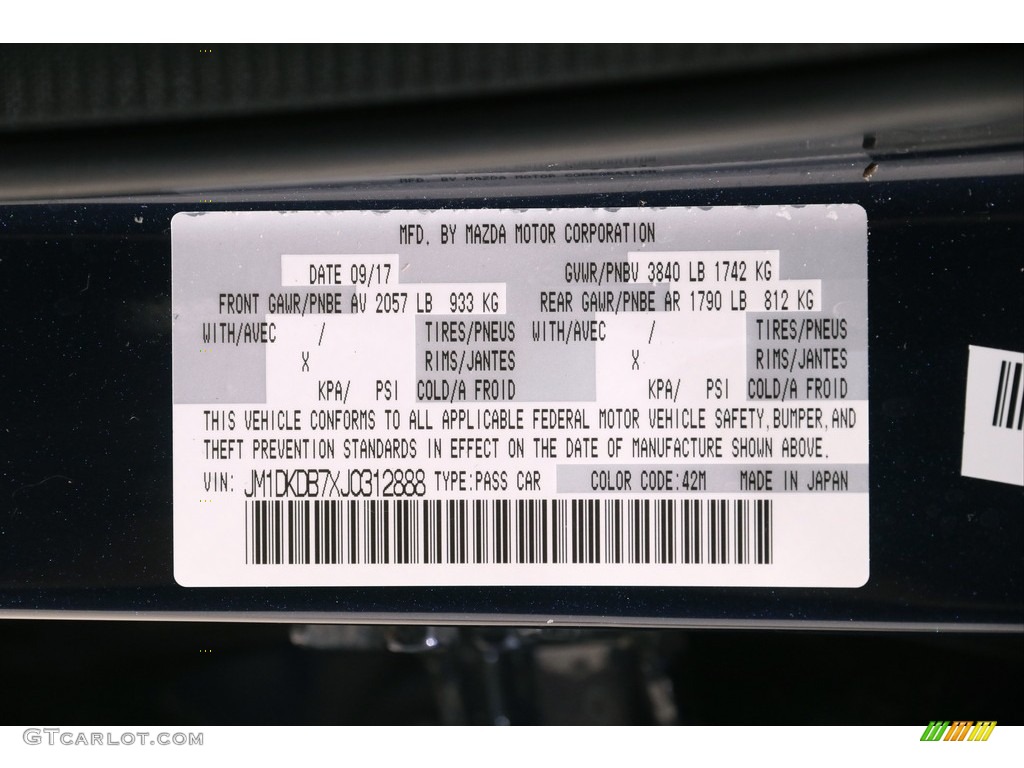 MFD. BY MAZDA MOTOR CORPORATION
DATE 09/17 GVWR/PNBV 3840 LB 1742 KG
FRONT GAWR/PNBE AV 2057 LB 933 KG REAR GAWR/PNBE AR 1790 LB 812 KG
WITH/AVEC / TIRES/PNEUS WITH/AVEC / TIRES/PNEUS
X RIMS/JANTES X RIMS/JANTES
KPA/ PSI COLD/A FROID KPA/ PSI COLD/A FROID
THIS VEHICLE CONFORMS TO ALL APPLICABLE FEDERAL MOTOR VEHICLE SAFETY, BUMPER, AND
THEFT PREVENTION STANDARDS IN EFFECT ON THE DATE OF MANUFACTURE SHOWN ABOVE.
VIN: JM1DKDB7XJ0312888 TYPE:PASS CAR COLOR CODE:42M MADE IN JAPAN
GTCARLOT.COM